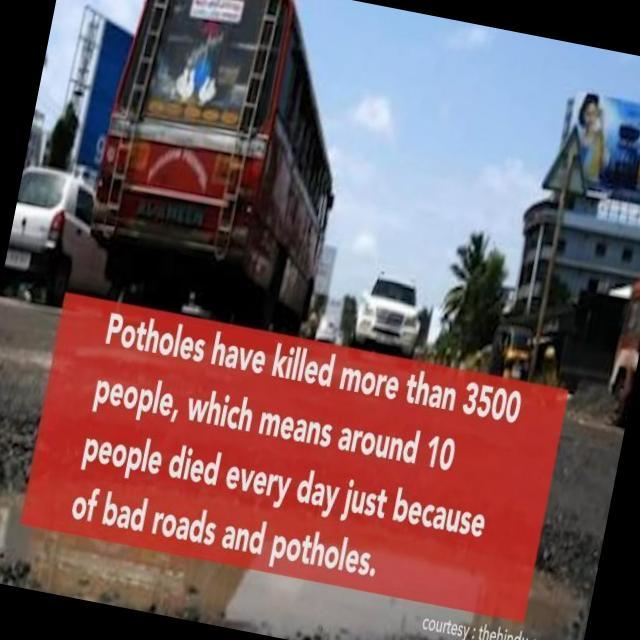 Potholes have killed more than 3500
people, which means around 10
people died every day just because
of bad roads and potholes.
courtesy : thehindu